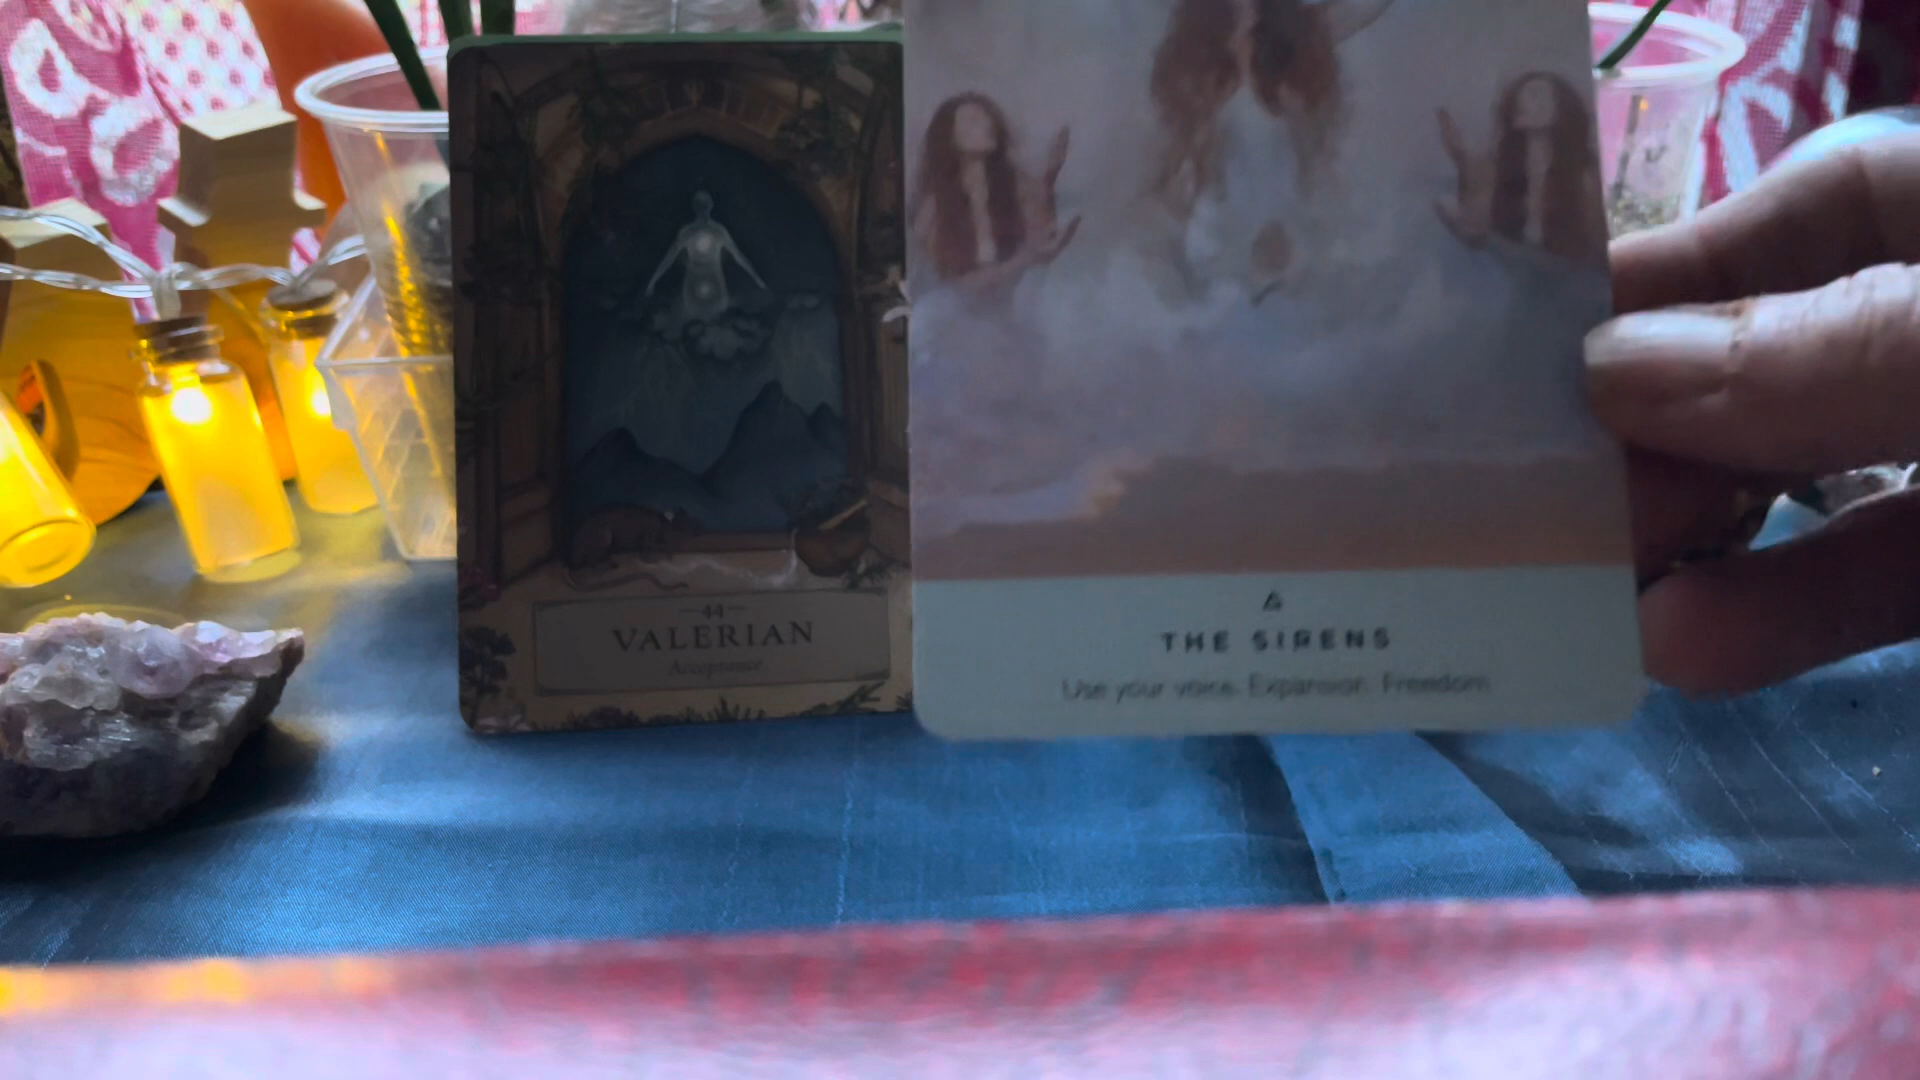 44
VALERIAN
Acceptance
THE SIRENS
Use your voice. Expansion. Freedom.